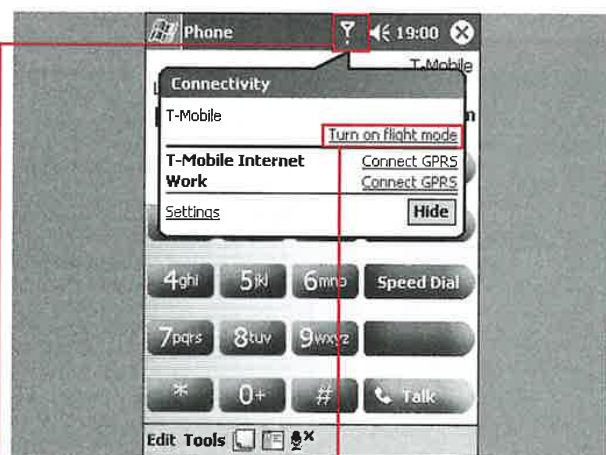 Phone 19:00
T-Mobile
Connectivity
T-Mobile
Turn on flight mode
T-Mobile Internet Connect GPRS
Work Connect GPRS
Settings Hide
4ghi 5jkl 6mno Speed Dial
7pqrs 8tuv 9wxyz
* 0+ # Talk
Edit Tools